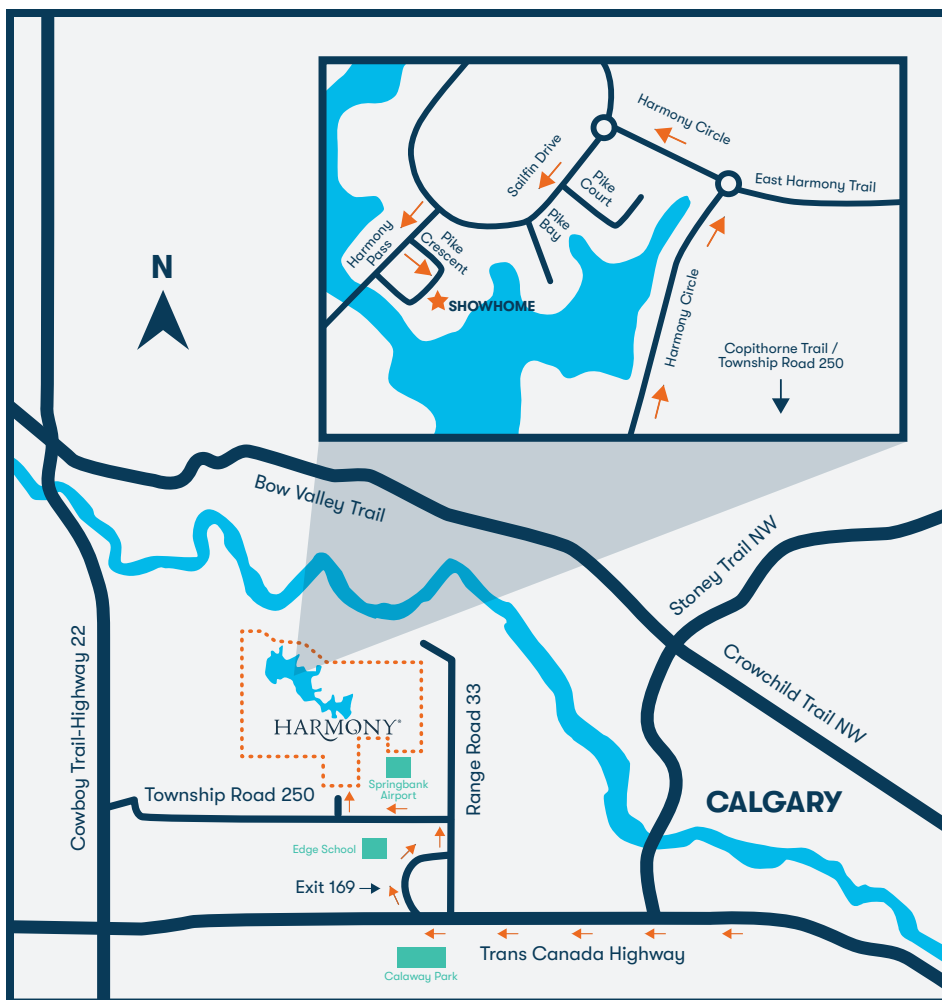 Harmony Circle
East Harmony Trail
Sailfin Drive
Pike
Court
Pike
Bay
Harmony
Pass
Pike
Crescent
SHOWHOME
Harmony Circle
Copithorne Trail /
Township Road 250
N
Bow Valley Trail
Stoney Trail NW
Crowchild Trail NW
Cowboy Trail-Highway 22
HARMONY®
Range Road 33
Springbank
Airport
Township Road 250
CALGARY
Edge School
Exit 169
Trans Canada Highway
Calaway Park